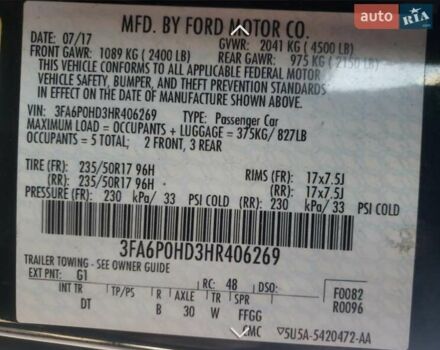 auto RIA.com
MFD. BY FORD MOTOR CO.
DATE: 07/17 GVWR: 2041 KG ( 4500 LB)
FRONT GAWR: 1089 KG ( 2400 LB) REAR GAWR: 975 KG ( 2150 LB)
THIS VEHICLE CONFORMS TO ALL APPLICABLE FEDERAL MOTOR
VEHICLE SAFETY, BUMPER, AND THEFT PREVENTION STANDARDS
IN EFFECT ON THE DATE OF MANUFACTURE SHOWN ABOVE.
VIN: 3FA6P0HD3HR406269 TYPE: Passenger Car
MAXIMUM LOAD = OCCUPANTS + LUGGAGE = 375KG/ 827LB
OCCUPANTS = 5 TOTAL; 2 FRONT, 3 REAR
TIRE (FR): 235/50R17 96H RIMS (FR): 17x7.5J
(RR): 235/50R17 96H (RR): 17x7.5J
PRESSURE (FR): 230 kPa/ 33 PSI COLD (RR): 230 kPa/ 33 PSI COLD
3FA6P0HD3HR406269
TRAILER TOWING - SEE OWNER GUIDE
EXT PNT: G1 RC: 48 DSO: F0082
INT TR TP/PS R AXLE TR SPR R0096
DT B 30 W FFGG
CMC 5U5A-5420472-AA